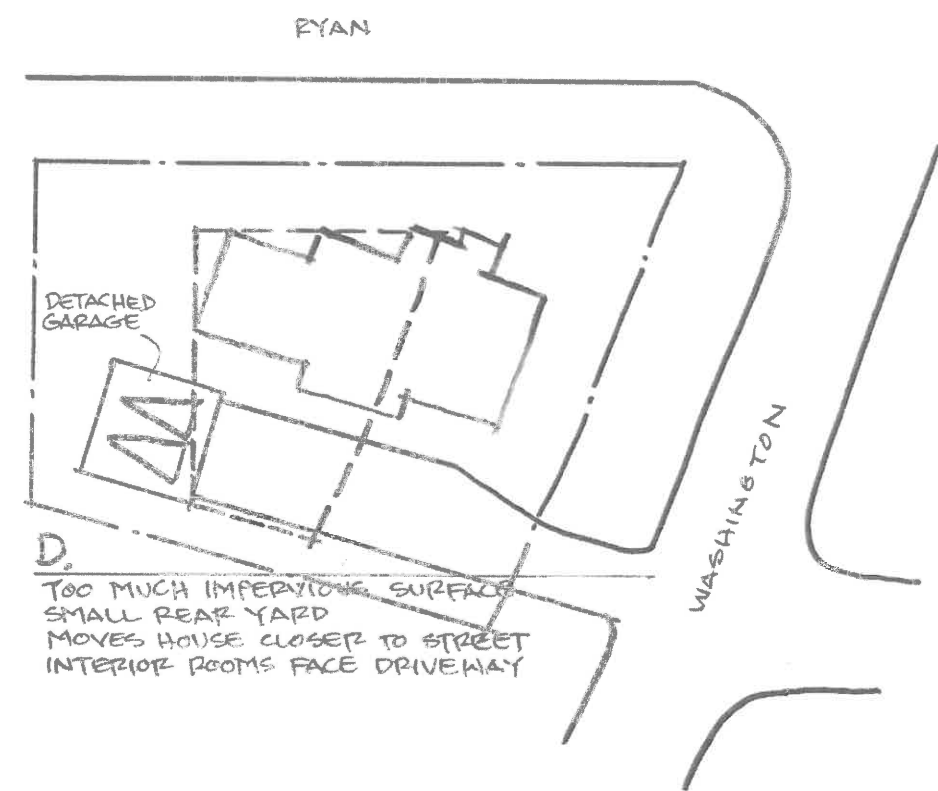 RYAN
DETACHED
GARAGE
WASHINGTON
D.
TOO MUCH IMPERVIOUS SURFACE
SMALL REAR YARD
MOVES HOUSE CLOSER TO STREET
INTERIOR ROOMS FACE DRIVEWAY